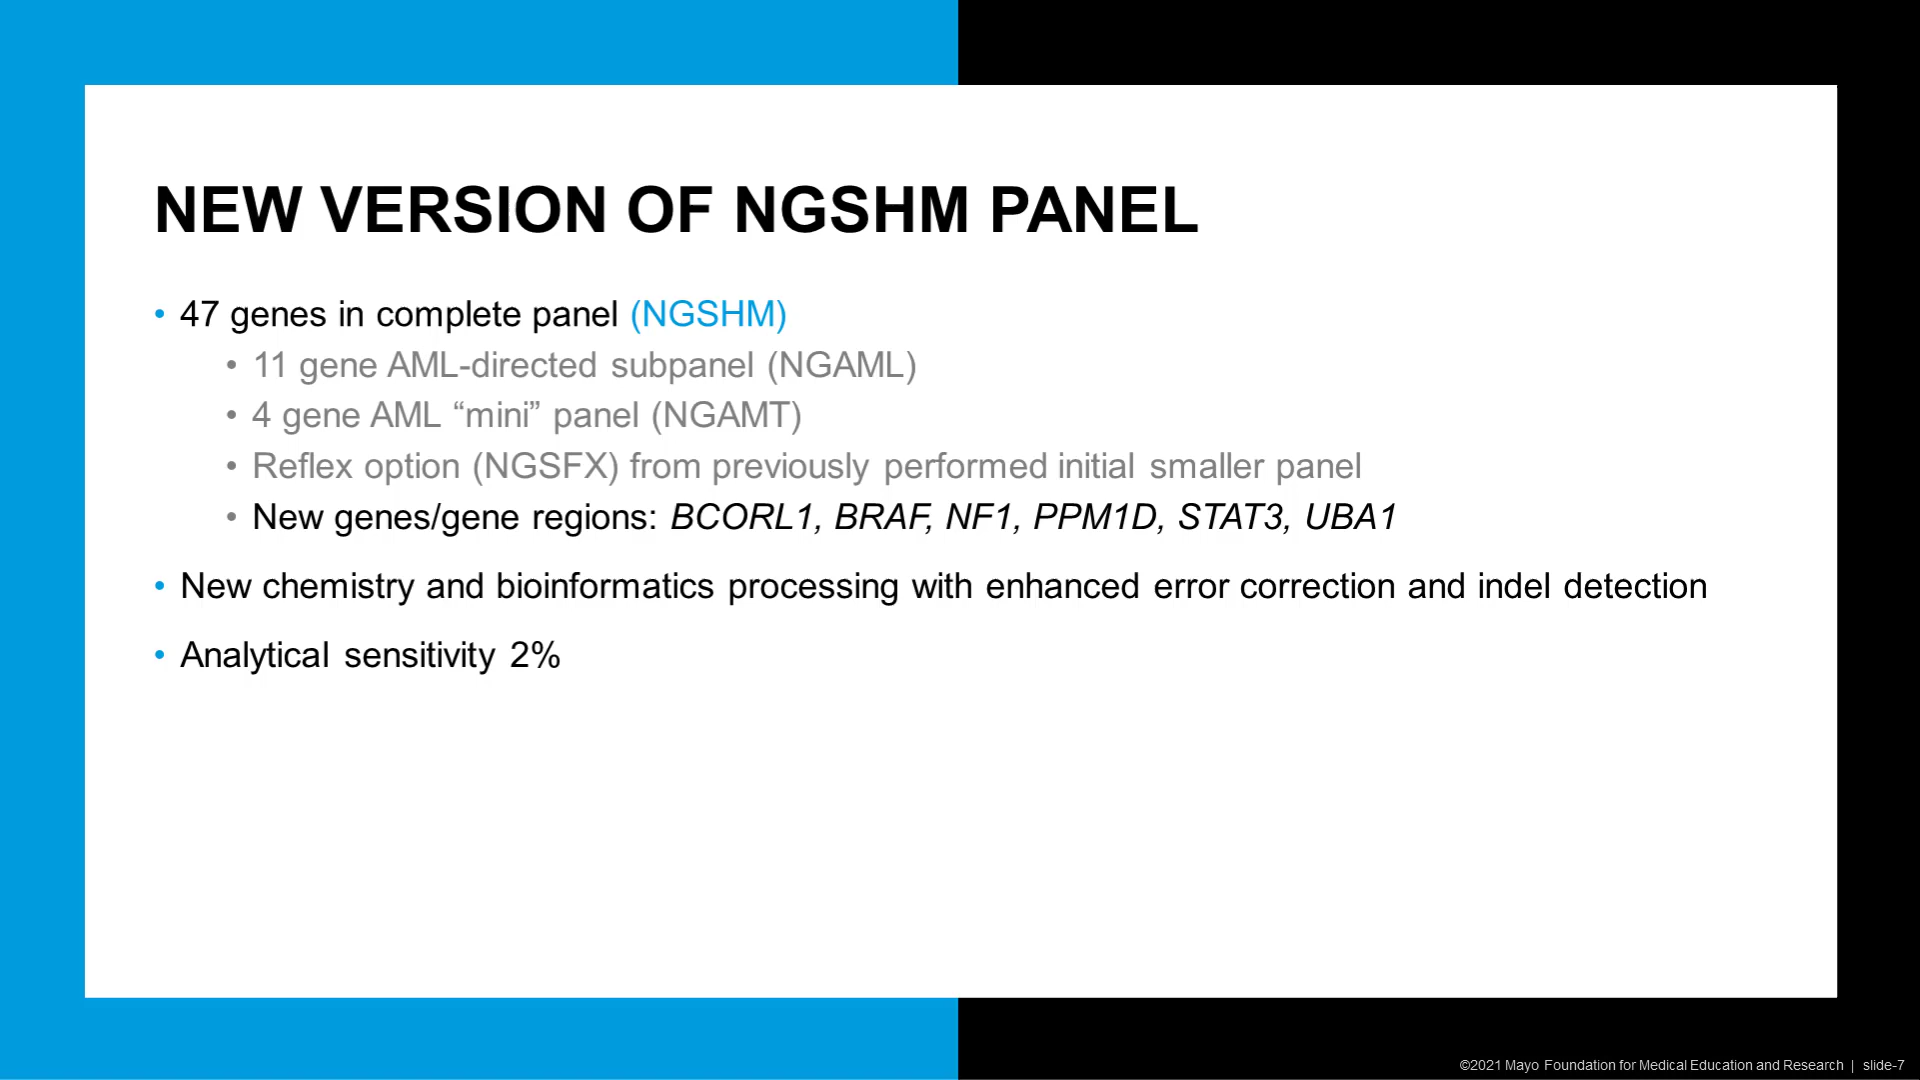 NEW VERSION OF NGSHM PANEL
• 47 genes in complete panel (NGSHM)
• 11 gene AML-directed subpanel (NGAML)
• 4 gene AML “mini” panel (NGAMT)
• Reflex option (NGSFX) from previously performed initial smaller panel
• New genes/gene regions: BCORL1, BRAF, NF1, PPM1D, STAT3, UBA1
• New chemistry and bioinformatics processing with enhanced error correction and indel detection
• Analytical sensitivity 2%
©2021 Mayo Foundation for Medical Education and Research | slide-7